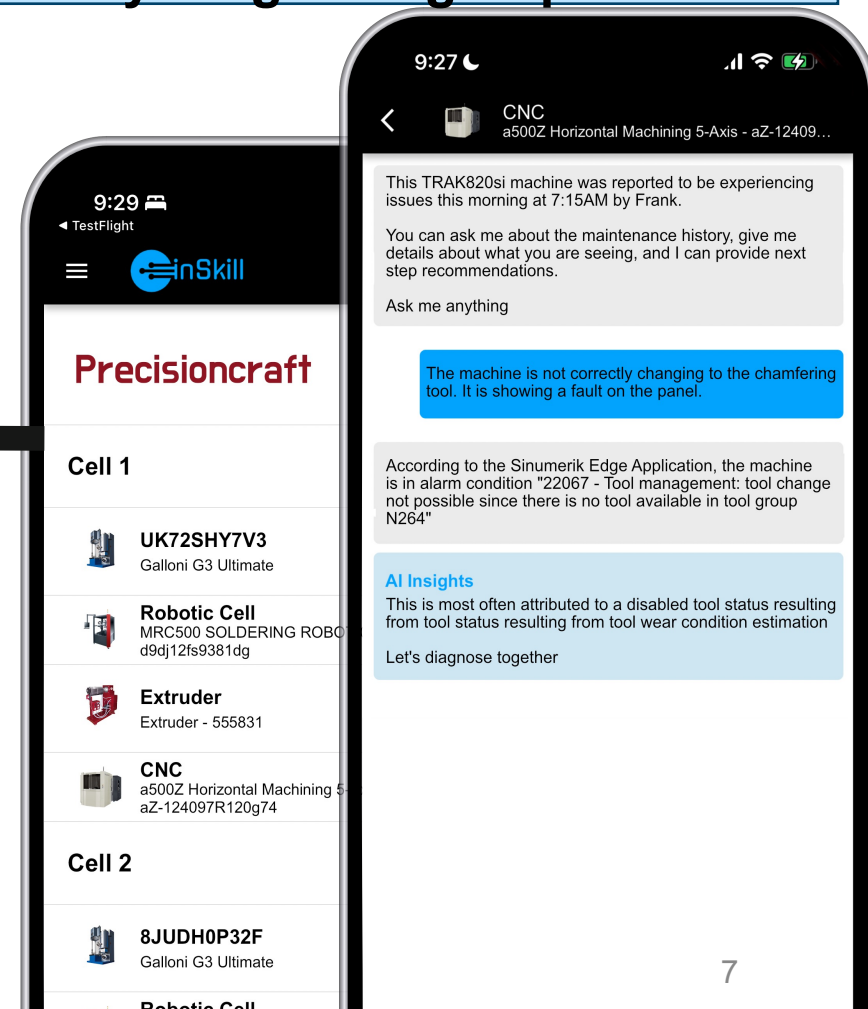 9:29
◀ TestFlight
inSkill
Precisioncraft
Cell 1
UK72SHY7V3
Galloni G3 Ultimate
Robotic Cell
MRC500 SOLDERING ROBO
d9dj12fs9381dg
Extruder
Extruder - 555831
CNC
a500Z Horizontal Machining 5-
aZ-124097R120g74
Cell 2
8JUDH0P32F
Galloni G3 Ultimate
Robotic Cell
9:27
CNC
a500Z Horizontal Machining 5-Axis - aZ-12409...
This TRAK820si machine was reported to be experiencing
issues this morning at 7:15AM by Frank.
You can ask me about the maintenance history, give me
details about what you are seeing, and I can provide next
step recommendations.
Ask me anything
The machine is not correctly changing to the chamfering
tool. It is showing a fault on the panel.
According to the Sinumerik Edge Application, the machine
is in alarm condition "22067 - Tool management: tool change
not possible since there is no tool available in tool group
N264"
AI Insights
This is most often attributed to a disabled tool status resulting
from tool status resulting from tool wear condition estimation
Let's diagnose together
7